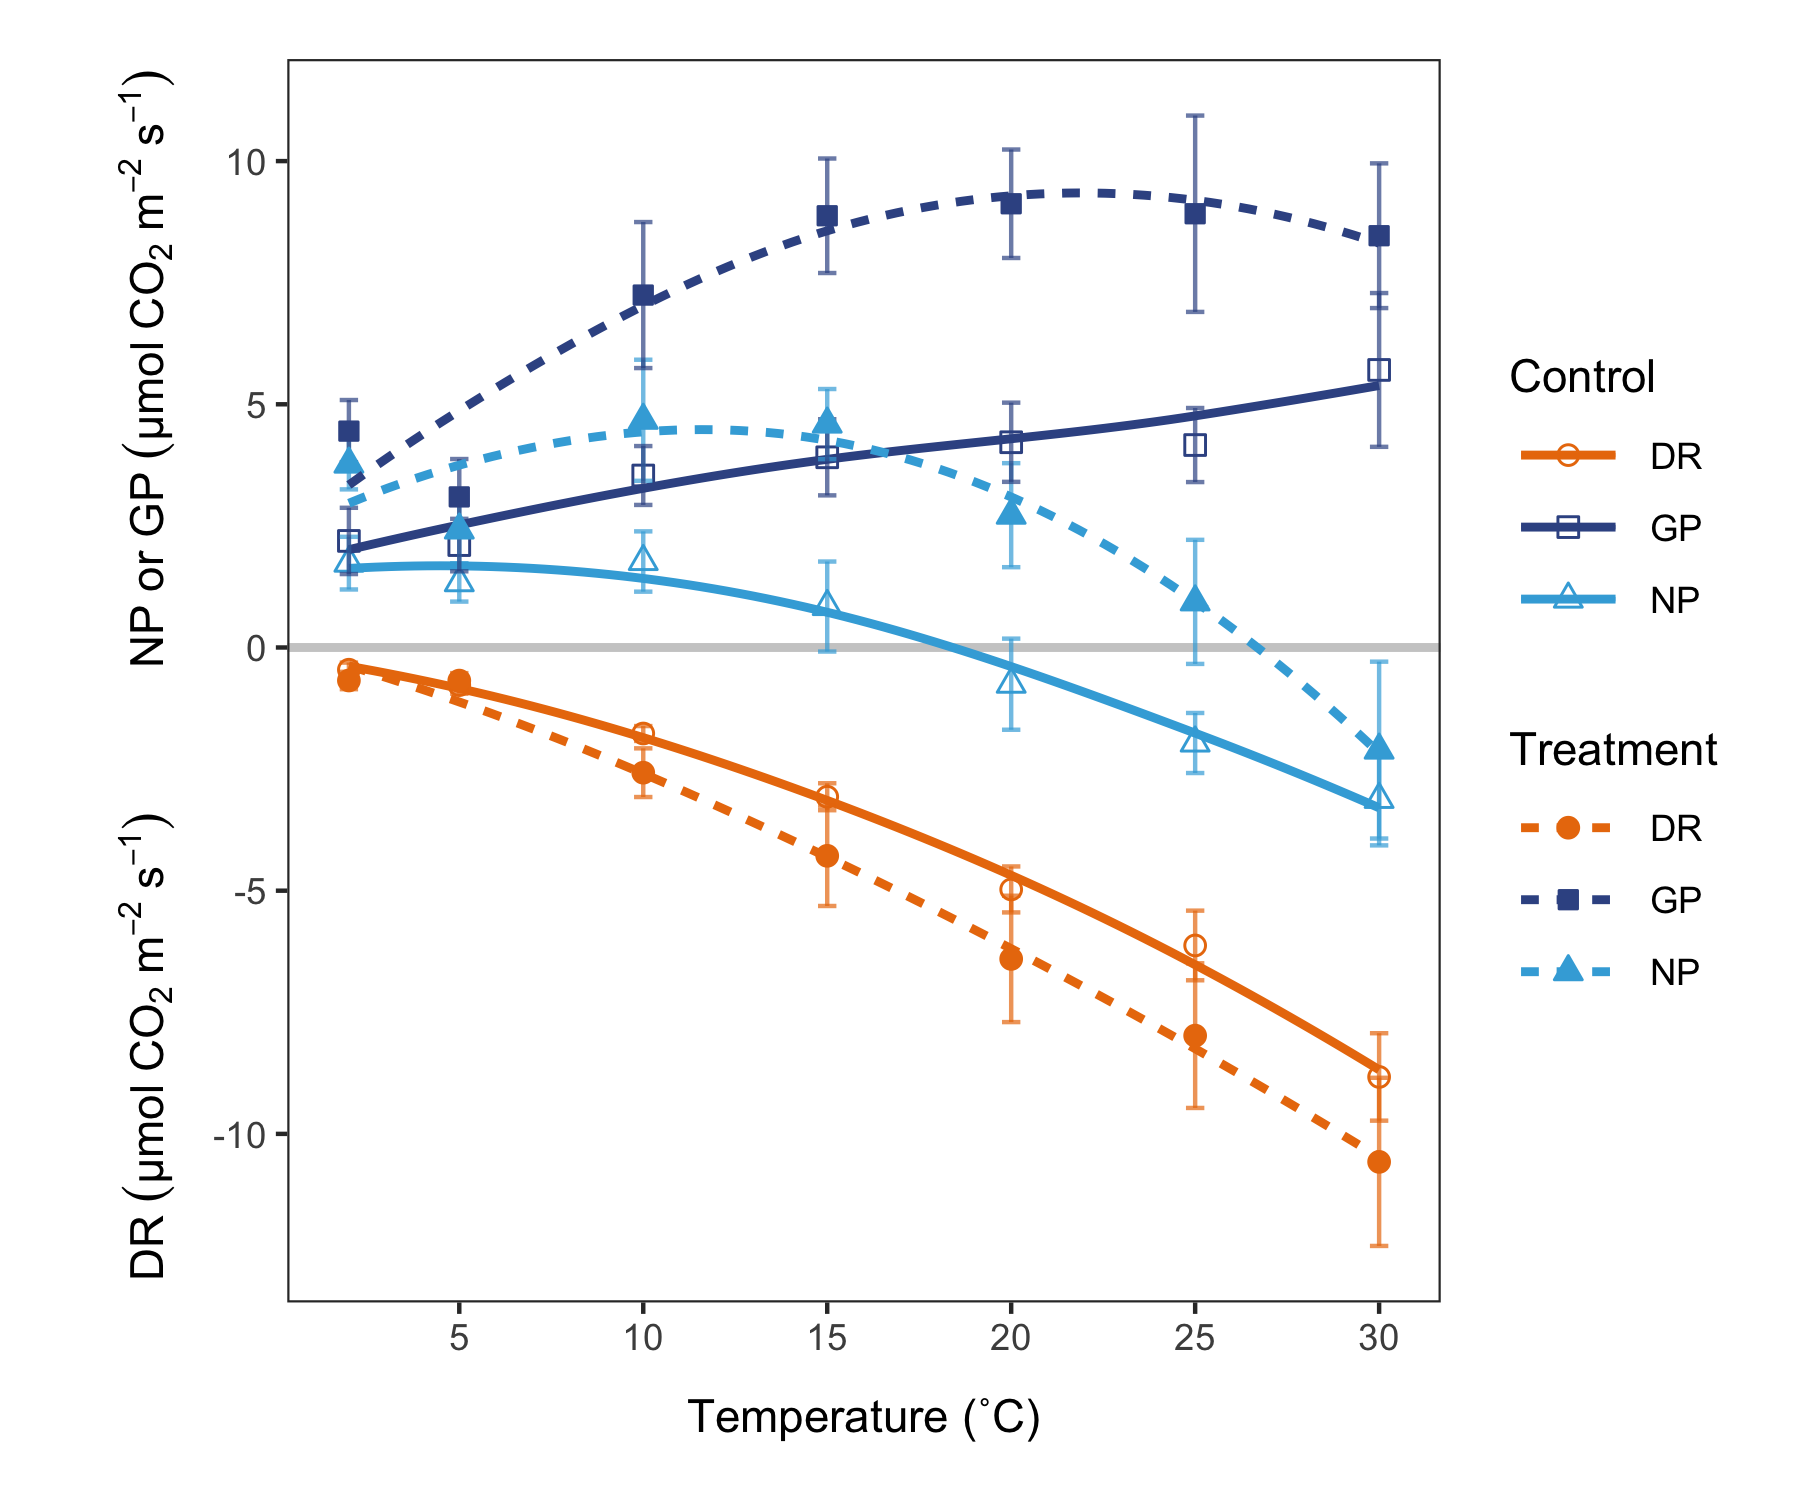 NP or GP (µmol CO₂ m⁻² s⁻¹)
DR (µmol CO₂ m⁻² s⁻¹)
10
5
0
-5
-10
5 10 15 20 25 30
Temperature (˚C)
Control
DR
GP
NP
Treatment
DR
GP
NP